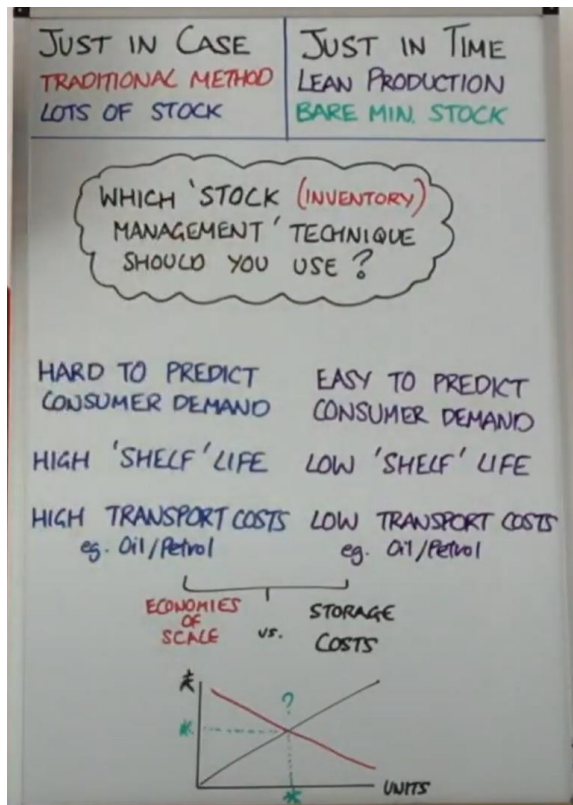 JUST IN CASE
TRADITIONAL METHOD
LOTS OF STOCK
JUST IN TIME
LEAN PRODUCTION
BARE MIN. STOCK
WHICH 'STOCK (INVENTORY)
MANAGEMENT' TECHNIQUE
SHOULD YOU USE?
HARD TO PREDICT
CONSUMER DEMAND
HIGH 'SHELF' LIFE
HIGH TRANSPORT COSTS
eg. Oil/Petrol
EASY TO PREDICT
CONSUMER DEMAND
LOW 'SHELF' LIFE
LOW TRANSPORT COSTS
eg. Oil/Petrol
ECONOMIES
OF
SCALE
vs.
STORAGE
COSTS
?
UNITS